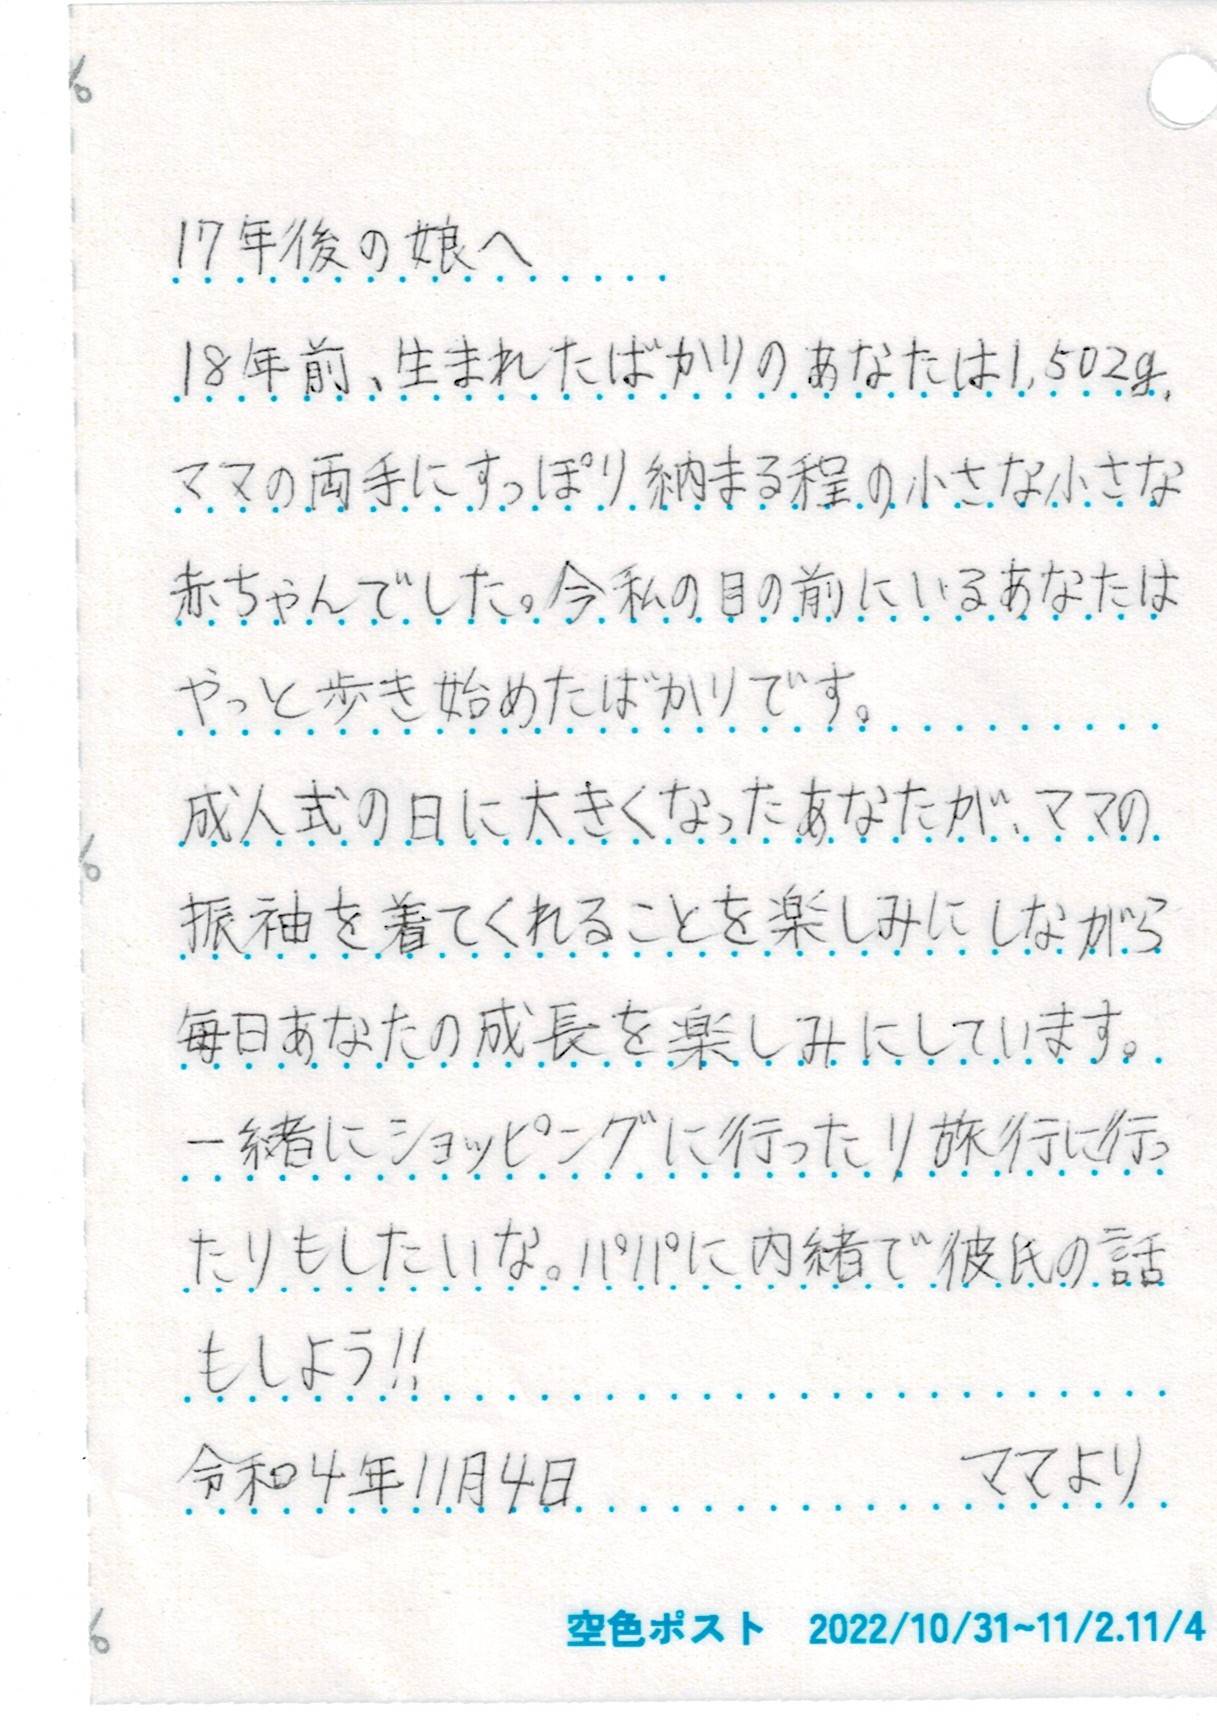 17年後の娘へ
18年前、生まれたばかりのあなたは1,502g、
ママの両手にすっぽり納まる程の小さな小さな
赤ちゃんでした。今私の目の前にいるあなたは
やっと歩き始めたばかりです。
成人式の日に大きくなったあなたが、ママの
振袖を着てくれることを楽しみにしながら
毎日あなたの成長を楽しみにしています。
一緒にショッピングに行ったり旅行に行っ
たりもしたいな。パパに内緒で彼氏の話
もしよう!!
令和4年11月4日 ママより
空色ポスト 2022/10/31~11/2.11/4